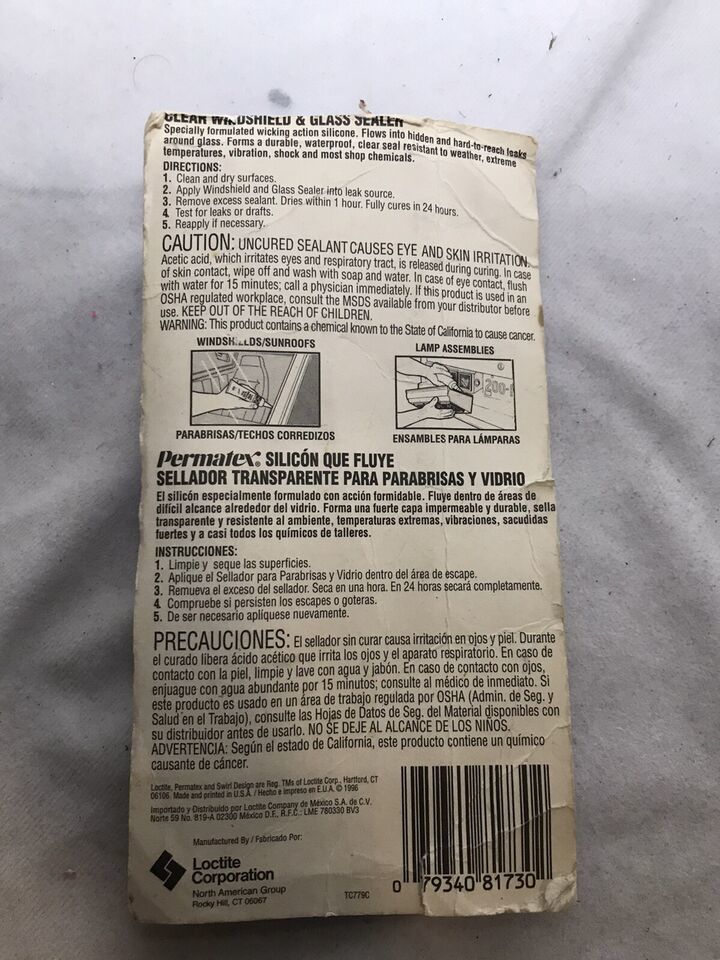 CLEAR WINDSHIELD & GLASS SEALER
Specially formulated wicking action silicone. Flows into hidden and hard-to-reach leaks
around glass. Forms a durable, waterproof, clear seal resistant to weather, extreme
temperatures, vibration, shock and most shop chemicals.
DIRECTIONS:
1. Clean and dry surfaces.
2. Apply Windshield and Glass Sealer into leak source.
3. Remove excess sealant. Dries within 1 hour. Fully cures in 24 hours.
4. Test for leaks or drafts.
5. Reapply if necessary.
CAUTION: UNCURED SEALANT CAUSES EYE AND SKIN IRRITATION.
Acetic acid, which irritates eyes and respiratory tract, is released during curing. In case
of skin contact, wipe off and wash with soap and water. In case of eye contact, flush
with water for 15 minutes; call a physician immediately. If this product is used in an
OSHA regulated workplace, consult the MSDS available from your distributor before
use. KEEP OUT OF THE REACH OF CHILDREN.
WARNING: This product contains a chemical known to the State of California to cause cancer.
WINDSHIELDS/SUNROOFS
LAMP ASSEMBLIES
200-
PARABRISAS/TECHOS CORREDIZOS
ENSAMBLES PARA LÁMPARAS
Permatex® SILICÓN QUE FLUYE
SELLADOR TRANSPARENTE PARA PARABRISAS Y VIDRIO
El silicón especialmente formulado con acción formidable. Fluye dentro de áreas de
difícil alcance alrededor del vidrio. Forma una fuerte capa impermeable y durable, sella
transparente y resistente al ambiente, temperaturas extremas, vibraciones, sacudidas
fuertes y a casi todos los químicos de talleres.
INSTRUCCIONES:
1. Limpie y seque las superficies.
2. Aplique el Sellador para Parabrisas y Vidrio dentro del área de escape.
3. Remueva el exceso del sellador. Seca en una hora. En 24 horas secará completamente.
4. Compruebe si persisten los escapes o goteras.
5. De ser necesario aplíquese nuevamente.
PRECAUCIONES: El sellador sin curar causa irritación en ojos y piel. Durante
el curado libera ácido acético que irrita los ojos y el aparato respiratorio. En caso de
contacto con la piel, limpie y lave con agua y jabón. En caso de contacto con ojos,
enjuague con agua abundante por 15 minutos; consulte al médico de inmediato. Si
este producto es usado en un área de trabajo regulada por OSHA (Admin. de Seg. y
Salud en el Trabajo), consulte las Hojas de Datos de Seg. del Material disponibles con
su distribuidor antes de usarlo. NO SE DEJE AL ALCANCE DE LOS NINOS.
ADVERTENCIA: Según el estado de California, este producto contiene un químico
causante de cáncer.
Loctite, Permatex and Swirl Design are Reg. TMs of Loctite Corp., Hartford, CT
06106. Made and printed in U.S.A. / Hecho e impreso en E.U.A. © 1996
Importado y Distribuido por Loctite Company de México S.A. de C.V.
Norte 59 No. 819-A 02300 México D.F., R.F.C.: LME 780330 BV3
Manufactured By / Fabricado Por:
Loctite
Corporation
North American Group
Rocky Hill, CT 06067
TC779C
0 79340 81730